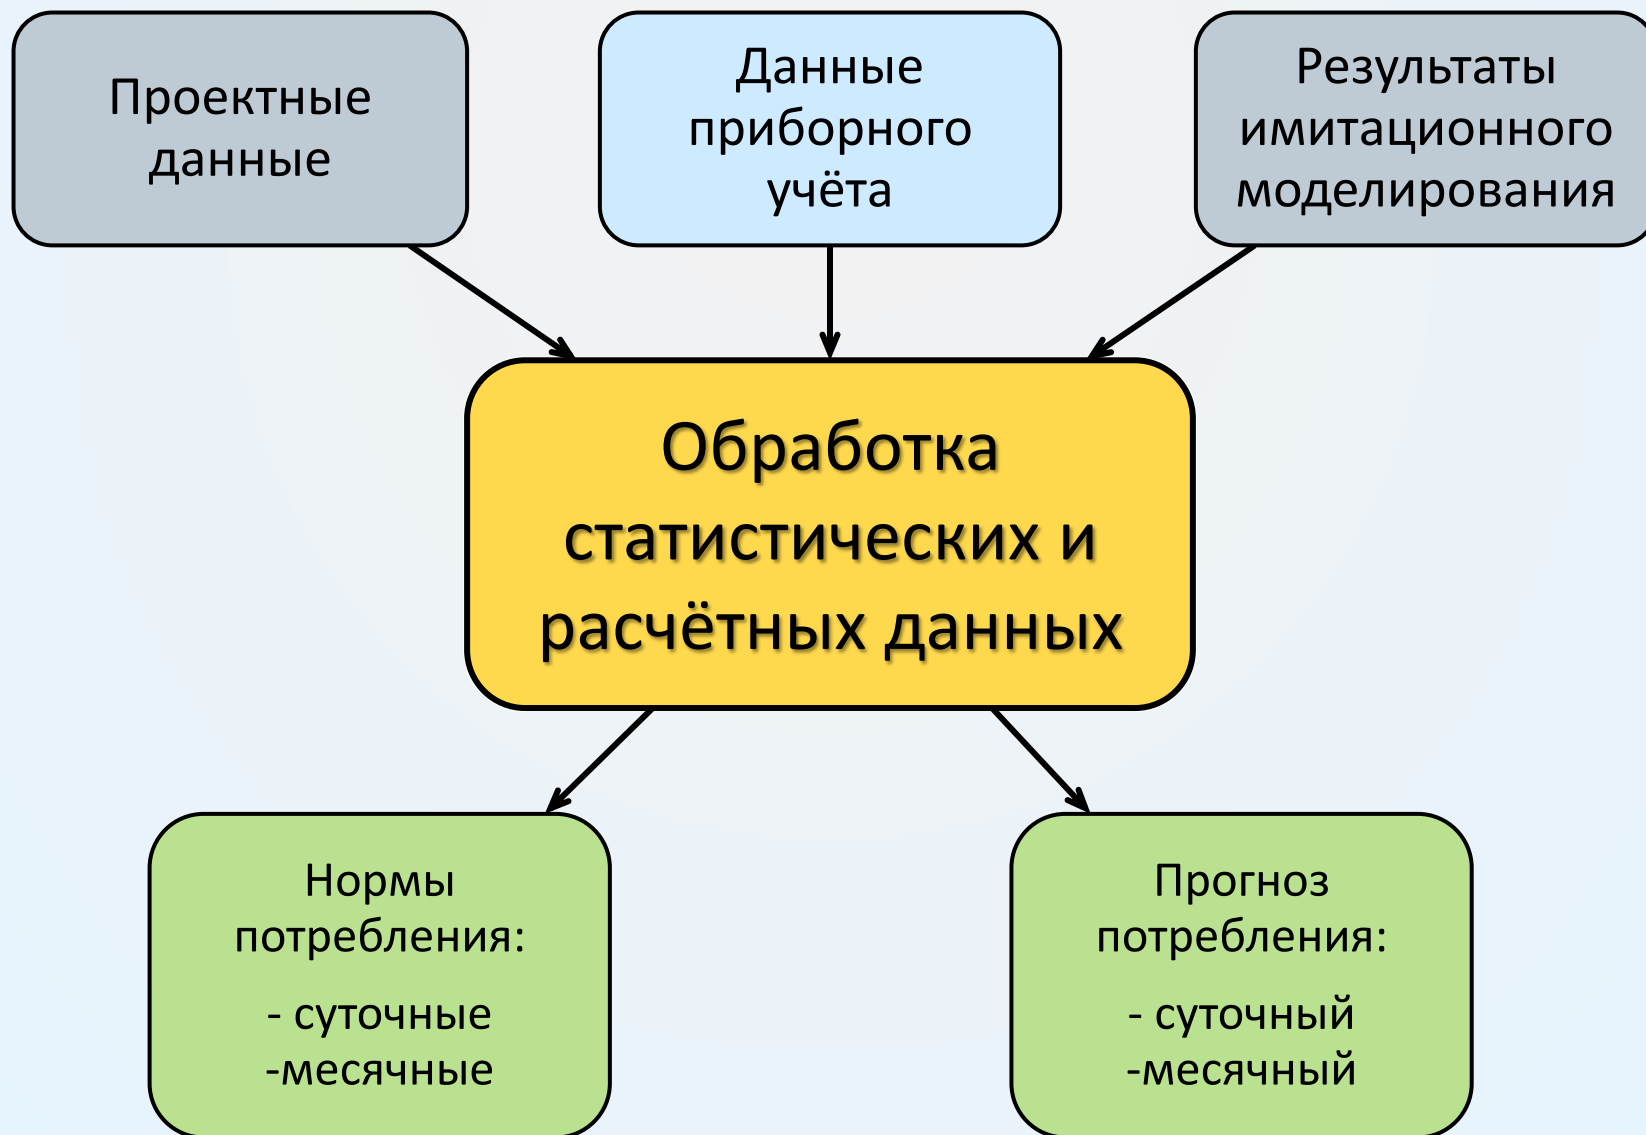 Проектные
данные
Данные
приборного
учёта
Результаты
имитационного
моделирования
Обработка
статистических и
расчётных данных
Нормы
потребления:
- суточные
-месячные
Прогноз
потребления:
- суточный
-месячный